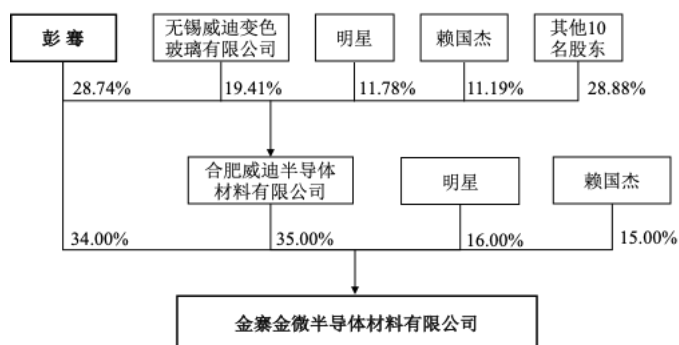 彭 骞
无锡威迪变色
玻璃有限公司
明星
赖国杰
其他10
名股东
28.74%
19.41%
11.78%
11.19%
28.88%
合肥威迪半导体
材料有限公司
明星
赖国杰
34.00%
35.00%
16.00%
15.00%
金寨金微半导体材料有限公司